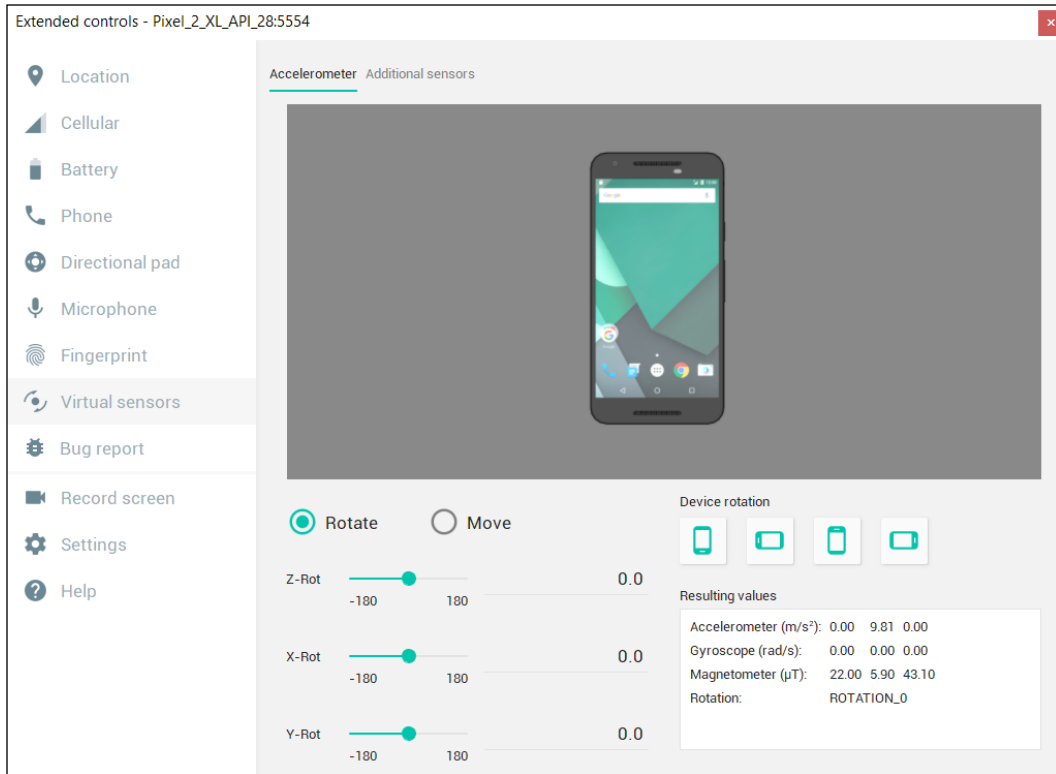 Extended controls - Pixel_2_XL_API_28:5554
Location
Cellular
Battery
Phone
Directional pad
Microphone
Fingerprint
Virtual sensors
Bug report
Record screen
Settings
Help
Accelerometer Additional sensors
Rotate Move
Z-Rot 0.0
-180 180
X-Rot 0.0
-180 180
Y-Rot 0.0
-180 180
Device rotation
Resulting values
Accelerometer (m/s²): 0.00 9.81 0.00
Gyroscope (rad/s): 0.00 0.00 0.00
Magnetometer (μT): 22.00 5.90 43.10
Rotation: ROTATION_0